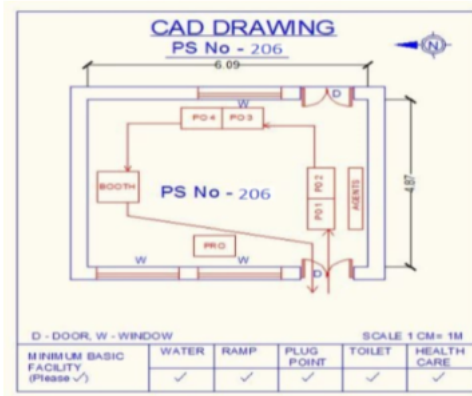 CAD DRAWING
PS No - 206
6.09
N
D
W
PO 4 PO 3
BOOTH
PS No - 206
PO 1 PO 2
AGENTS
4.87
PRO
W
W
D
D - DOOR, W - WINDOW
SCALE 1 CM= 1M
MINIMUM BASIC FACILITY (Please ✓)
WATER
RAMP
PLUG POINT
TOILET
HEALTH CARE
✓ ✓ ✓ ✓ ✓